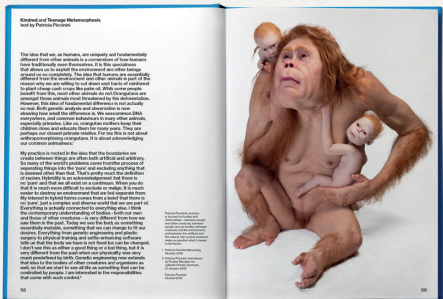 Kindred and Teenage Metamorphosis
text by Patricia Piccinini
The idea that we, as humans, are uniquely and fundamentally
different from other animals is a cornerstone of how humans
have traditionally seen themselves. It is this specialness
that allows us to exploit the environment and other beings
around us so completely. The idea that humans are essentially
different from the environment and other animals is part of the
reason why we are willing to cut down vast tracts of rainforest
to plant cheap cash crops like palm oil. While some people
benefit from this, most other animals do not. Orangutans are
amongst those animals most threatened by this deforestation.
However, this idea of fundamental difference is not actually
so real. Both genetic analysis and observation is now
showing how small the difference is. We see common DNA
everywhere, and common behaviours in many other animals,
especially primates. Like us, orangutan mothers keep their
children close and educate them for many years. They are
perhaps our closest primate relative. For me this is not about
anthropomorphising orangutans. It is about acknowledging
our common animalness.¹
My practice is rooted in the idea that the boundaries we
create between things are often both artificial and arbitrary.
So many of the world's problems come from the process of
separating things into the 'pure' and excluding anything that
is deemed other than that. That's pretty much the definition
of racism. Hybridity is an acknowledgement that there is
no 'pure' and that we all exist on a continuum. When you do
that it is much more difficult to exclude or malign. It is much
easier to destroy an environment that we feel separate from.
My interest in hybrid forms comes from a belief that there is
no 'pure', just a complex and diverse world that we are part of.
Everything is actually connected to everything else. I think
the contemporary understanding of bodies – both our own
and those of other creatures – is very different from how we
saw them in the past. Today we see the body as something
essentially mutable, something that we can change to fit our
desires. Everything from genetic engineering and plastic
surgery to physical training and selfie-enhancing software
tells us that the body we have is not fixed but can be changed.
I don't see this as either a good thing or a bad thing, but it is
very different from the past when our physicality was very
much predefined by birth. Genetic engineering now extends
that idea to the bodies of other creatures and organisms as
well, so that we start to see all life as something that can be
controlled by people. I am interested in the responsibilities
that come with such control.²
58
Patricia Piccinini
Kindred 2018
59